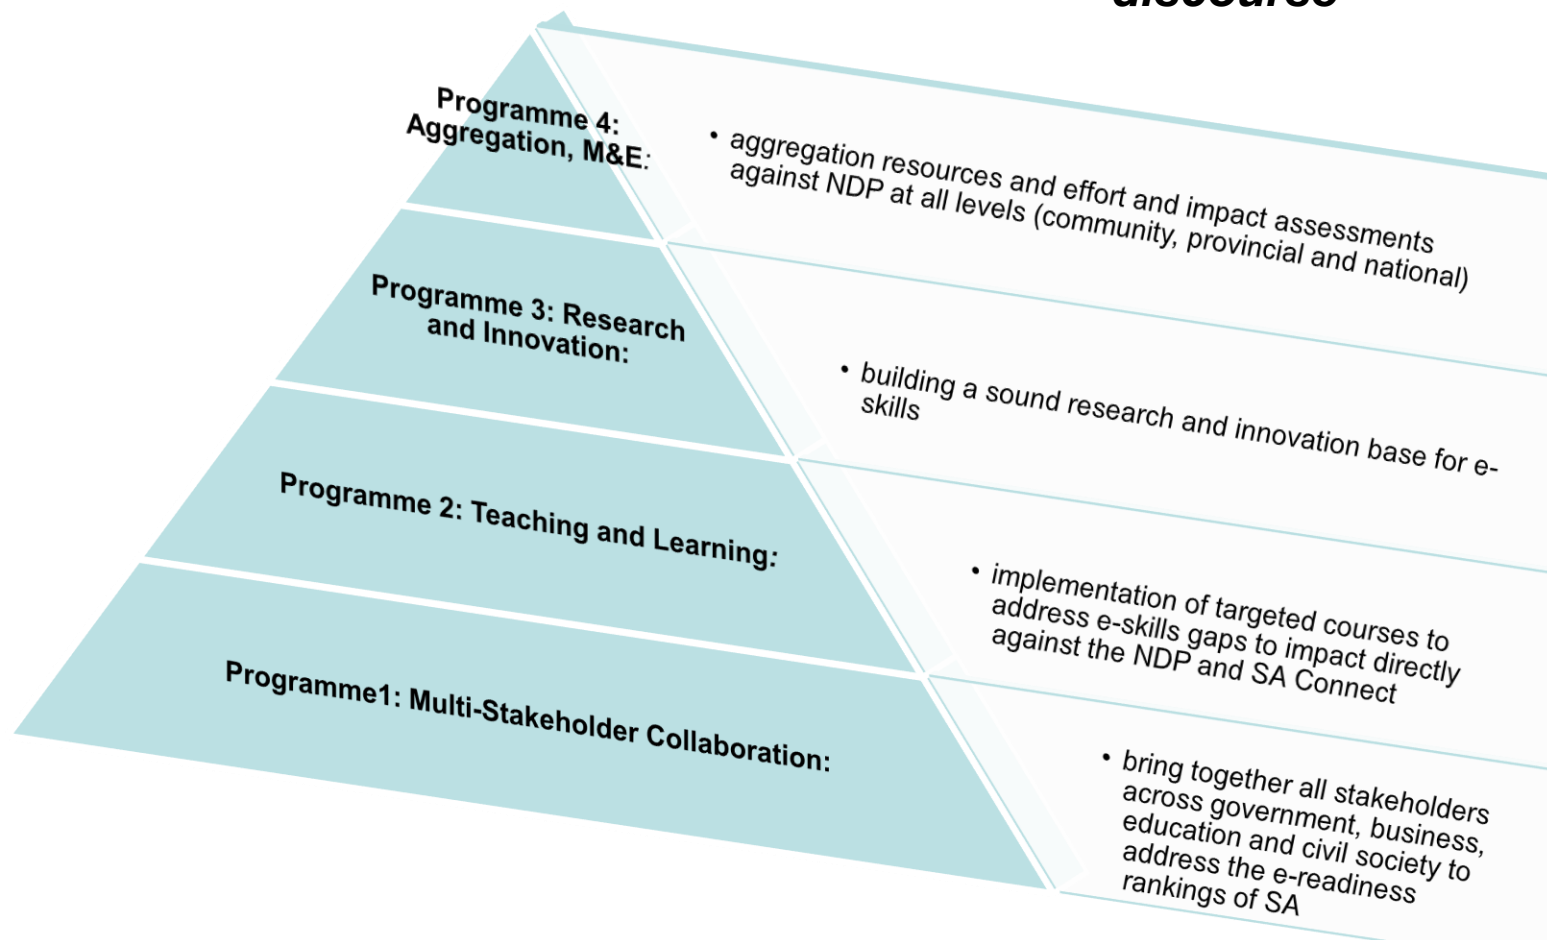 discourse
Programme 4:
Aggregation, M&E:
• aggregation resources and effort and impact assessments
against NDP at all levels (community, provincial and national)
Programme 3: Research
and Innovation:
• building a sound research and innovation base for e-
skills
Programme 2: Teaching and Learning:
• implementation of targeted courses to
address e-skills gaps to impact directly
against the NDP and SA Connect
Programme1: Multi-Stakeholder Collaboration:
• bring together all stakeholders
across government, business,
education and civil society to
address the e-readiness
rankings of SA